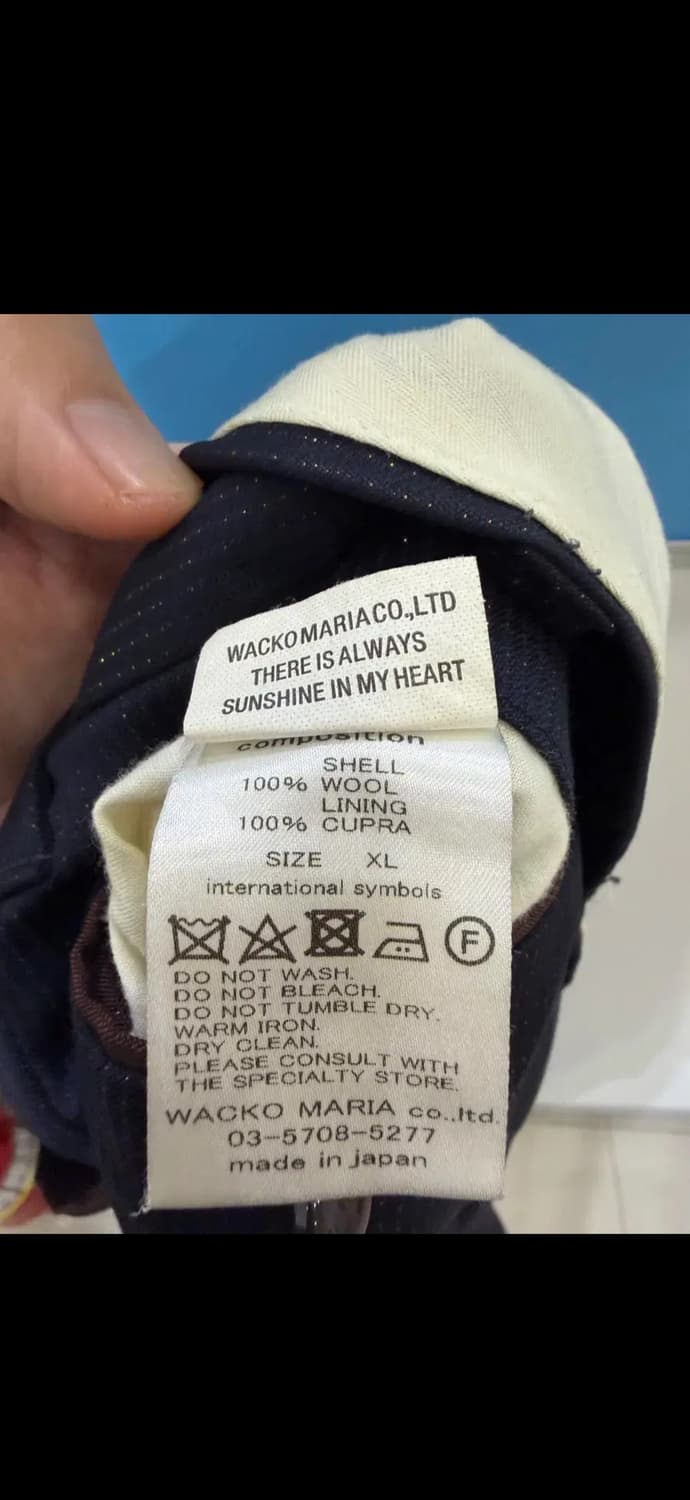 WACKO MARIA CO.,LTD
THERE IS ALWAYS
SUNSHINE IN MY HEART
composition
SHELL
100% WOOL
LINING
100% CUPRA
SIZE XL
international symbols
F
DO NOT WASH.
DO NOT BLEACH.
DO NOT TUMBLE DRY.
WARM IRON.
DRY CLEAN.
PLEASE CONSULT WITH
THE SPECIALTY STORE.
WACKO MARIA co.,ltd.
03-5708-5277
made in japan